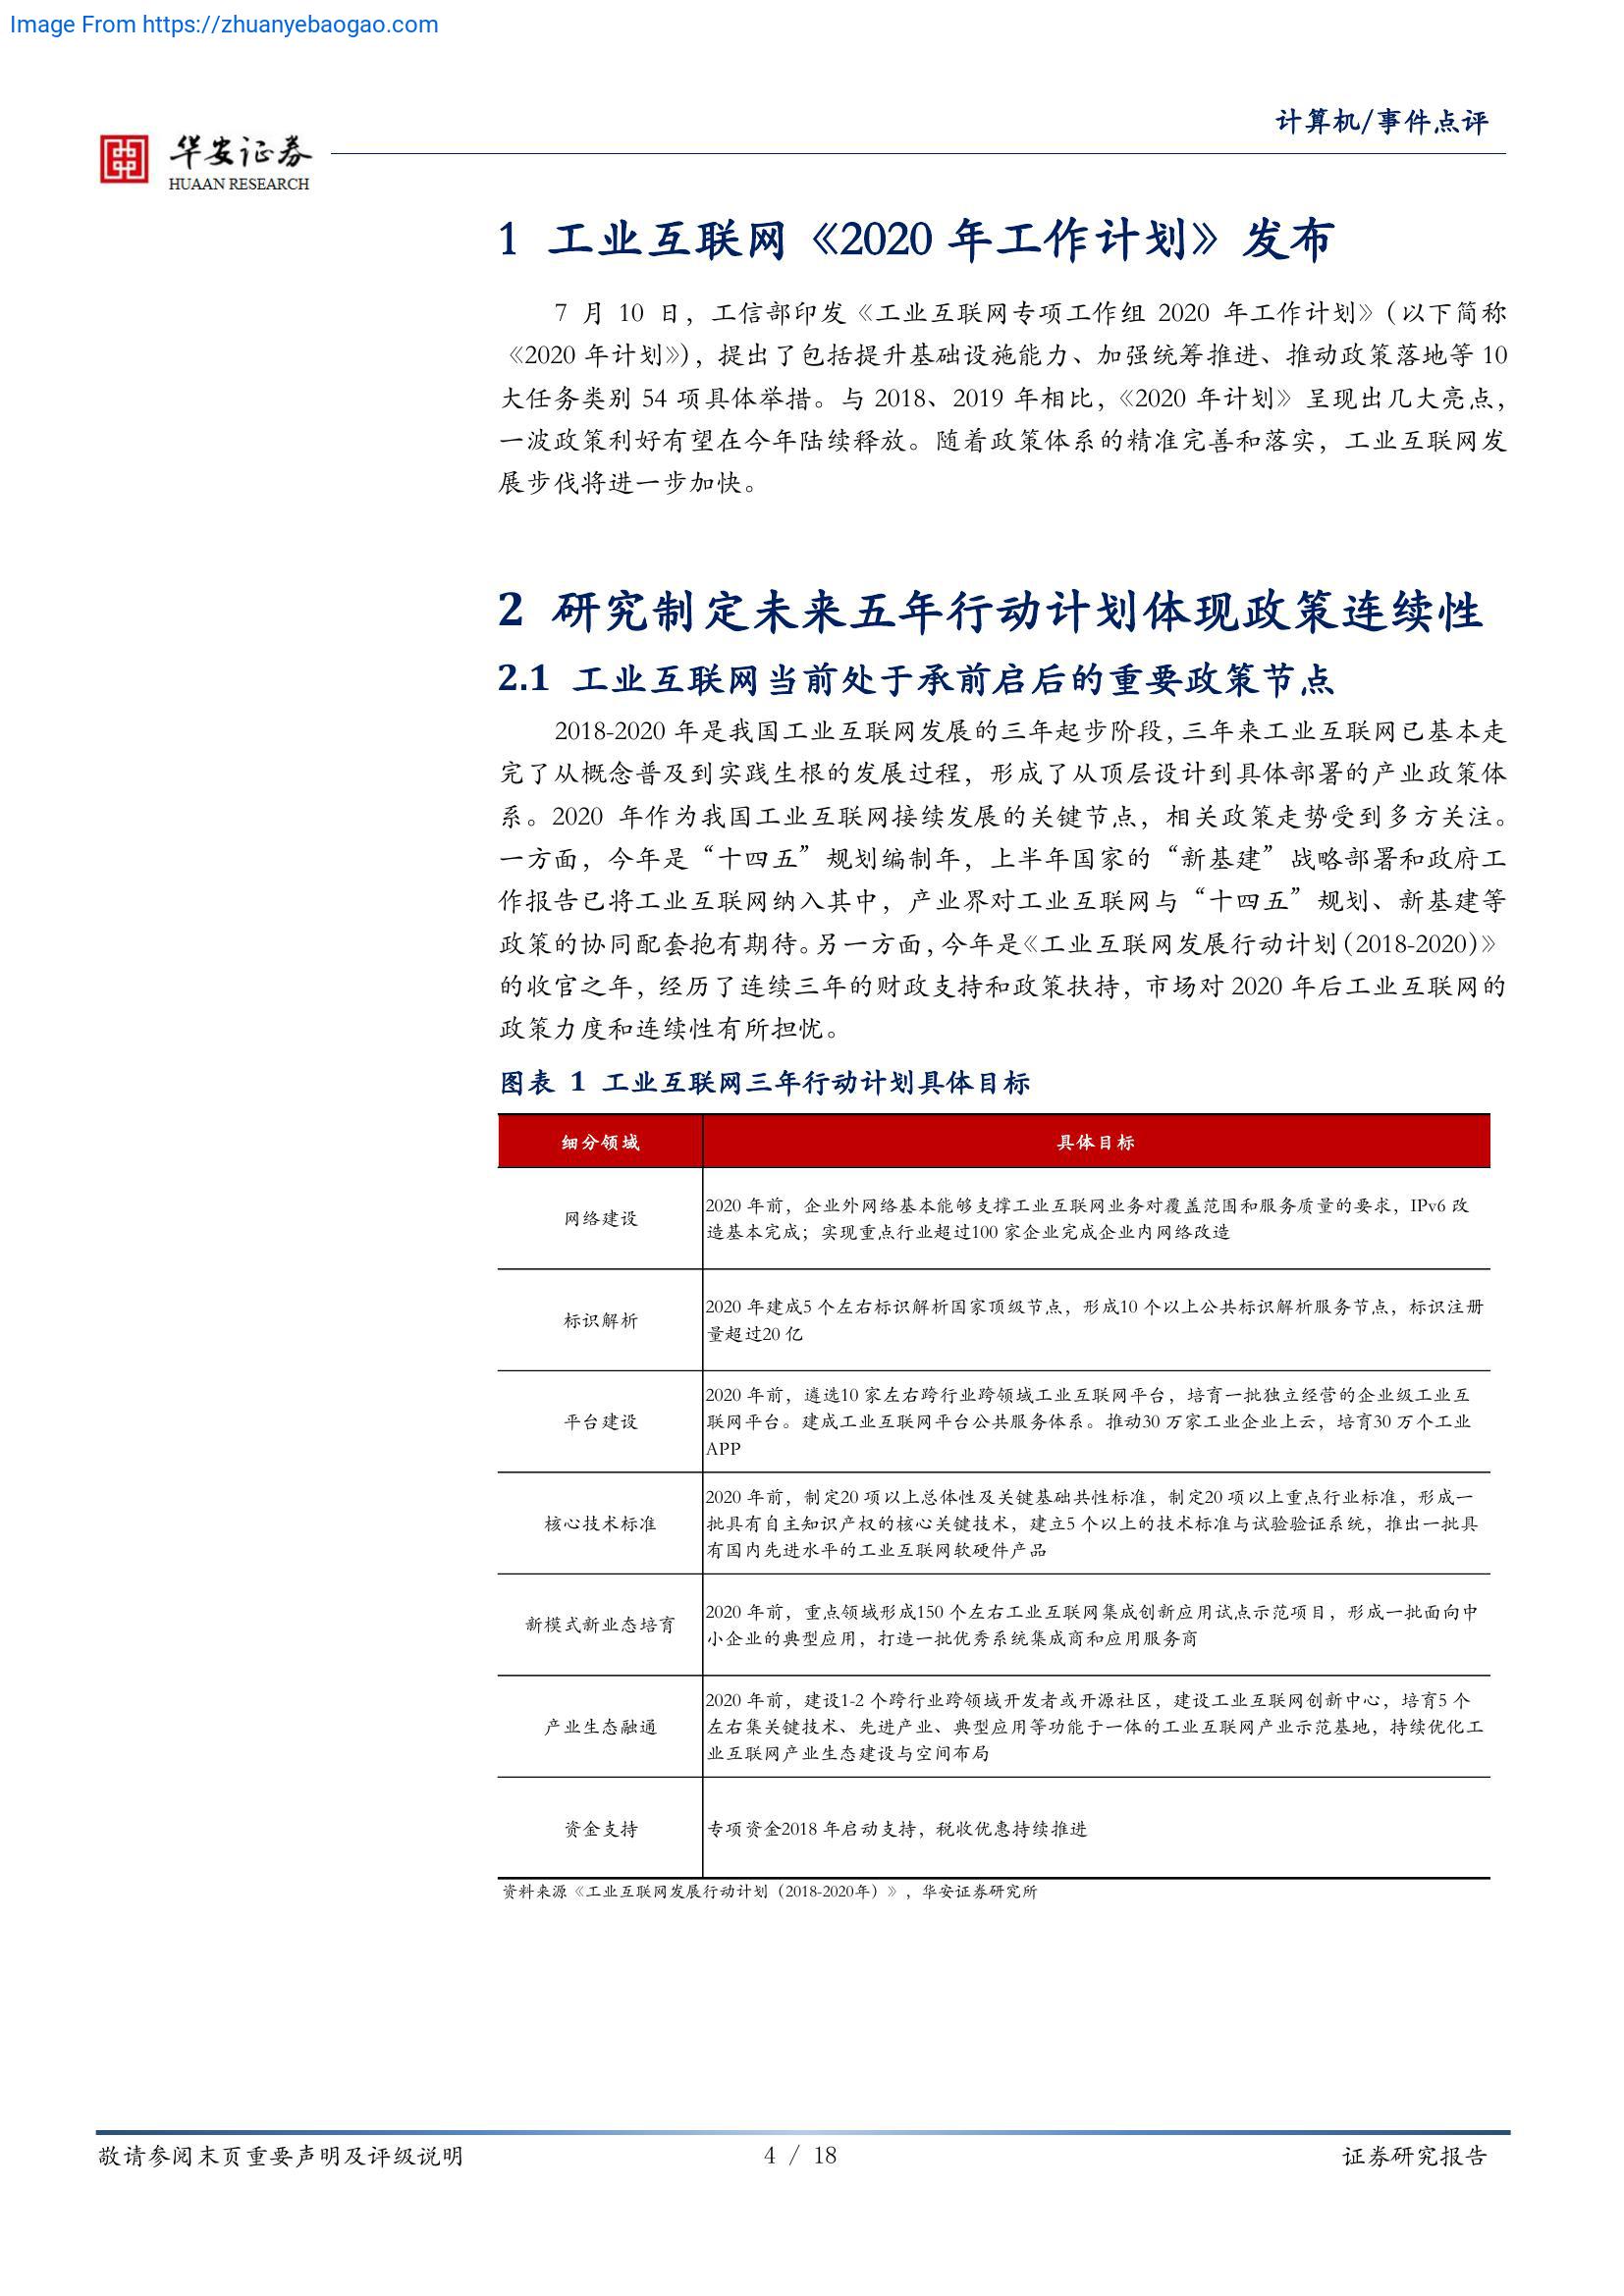 Image From https://zhuanyebaogao.com
计算机/事件点评
华安证券
HUAAN RESEARCH
1 工业互联网《2020 年工作计划》发布
7 月 10 日，工信部印发《工业互联网专项工作组 2020 年工作计划》（以下简称
《2020 年计划》），提出了包括提升基础设施能力、加强统筹推进、推动政策落地等 10
大任务类别 54 项具体举措。与 2018、2019 年相比，《2020 年计划》呈现出几大亮点，
一波政策利好有望在今年陆续释放。随着政策体系的精准完善和落实，工业互联网发
展步伐将进一步加快。
2 研究制定未来五年行动计划体现政策连续性
2.1 工业互联网当前处于承前启后的重要政策节点
2018-2020 年是我国工业互联网发展的三年起步阶段，三年来工业互联网已基本走
完了从概念普及到实践生根的发展过程，形成了从顶层设计到具体部署的产业政策体
系。2020 年作为我国工业互联网接续发展的关键节点，相关政策走势受到多方关注。
一方面，今年是“十四五”规划编制年，上半年国家的“新基建”战略部署和政府工
作报告已将工业互联网纳入其中，产业界对工业互联网与“十四五”规划、新基建等
政策的协同配套抱有期待。另一方面，今年是《工业互联网发展行动计划（2018-2020）》
的收官之年，经历了连续三年的财政支持和政策扶持，市场对 2020 年后工业互联网的
政策力度和连续性有所担忧。
图表 1 工业互联网三年行动计划具体目标
细分领域 具体目标
网络建设
2020 年前，企业外网络基本能够支撑工业互联网业务对覆盖范围和服务质量的要求，IPv6 改
造基本完成；实现重点行业超过100 家企业完成企业内网络改造
标识解析
2020 年建成5 个左右标识解析国家顶级节点，形成10 个以上公共标识解析服务节点，标识注册
量超过20 亿
平台建设
2020 年前，遴选10 家左右跨行业跨领域工业互联网平台，培育一批独立经营的企业级工业互
联网平台。建成工业互联网平台公共服务体系。推动30 万家工业企业上云，培育30 万个工业
APP
核心技术标准
2020 年前，制定20 项以上总体性及关键基础共性标准，制定20 项以上重点行业标准，形成一
批具有自主知识产权的核心关键技术，建立5 个以上的技术标准与试验验证系统，推出一批具
有国内先进水平的工业互联网软硬件产品
新模式新业态培育
2020 年前，重点领域形成150 个左右工业互联网集成创新应用试点示范项目，形成一批面向中
小企业的典型应用，打造一批优秀系统集成商和应用服务商
产业生态融通
2020 年前，建设1-2 个跨行业跨领域开发者或开源社区，建设工业互联网创新中心，培育5 个
左右集关键技术、先进产业、典型应用等功能于一体的工业互联网产业示范基地，持续优化工
业互联网产业生态建设与空间布局
资金支持
专项资金2018 年启动支持，税收优惠持续推进
资料来源《工业互联网发展行动计划（2018-2020年）》，华安证券研究所
敬请参阅末页重要声明及评级说明
4 / 18
证券研究报告